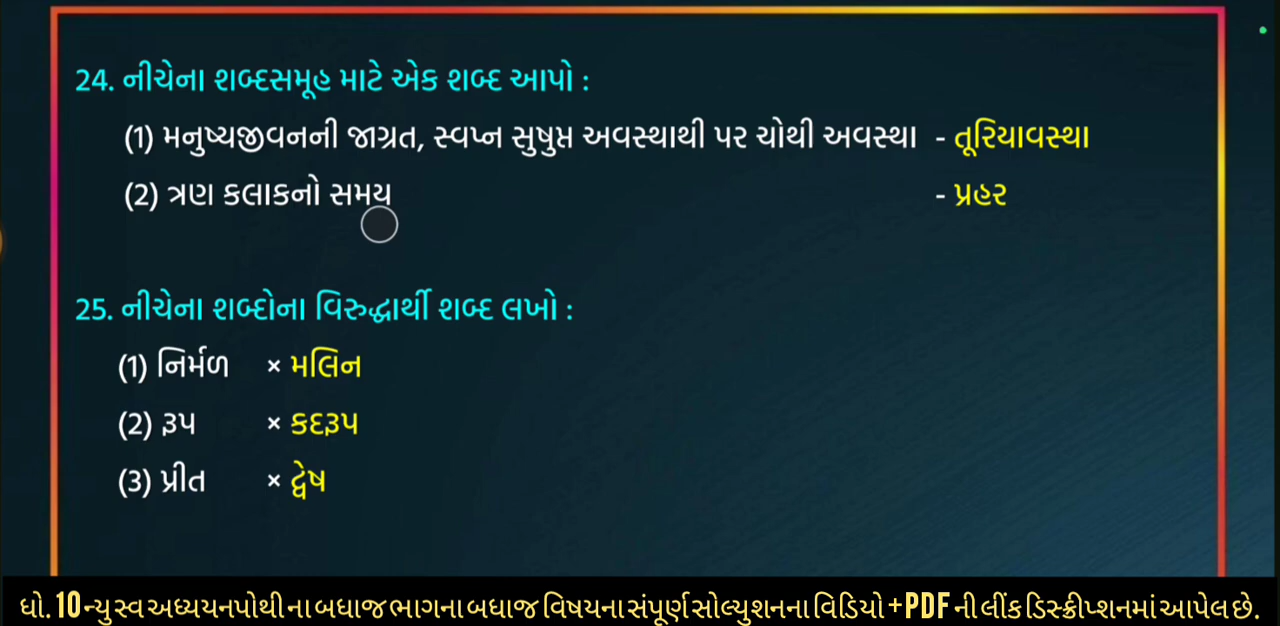 24. નીચેના શબ્દસમૂહ માટે એક શબ્દ આપો :
(1) મનુષ્યજીવનની જાગ્રત, સ્વપ્ન સુષુપ્ત અવસ્થાથી પર ચોથી અવસ્થા - તૂરિયાવસ્થા
(2) ત્રણ કલાકનો સમય - પ્રહર
25. નીચેના શબ્દોના વિરુદ્ધાર્થી શબ્દ લખો :
(1) નિર્મળ × મલિન
(2) રૂપ × કદરૂપ
(3) પ્રીત × દ્વેષ
ધો. 10 ન્યુ સ્વ અધ્યયનપોથી ના બધાજ ભાગના બધાજ વિષયના સંપૂર્ણ સોલ્યુશનના વિડિયો + PDF ની લીંક ડિસ્ક્રીપ્શનમાં આપેલ છે.